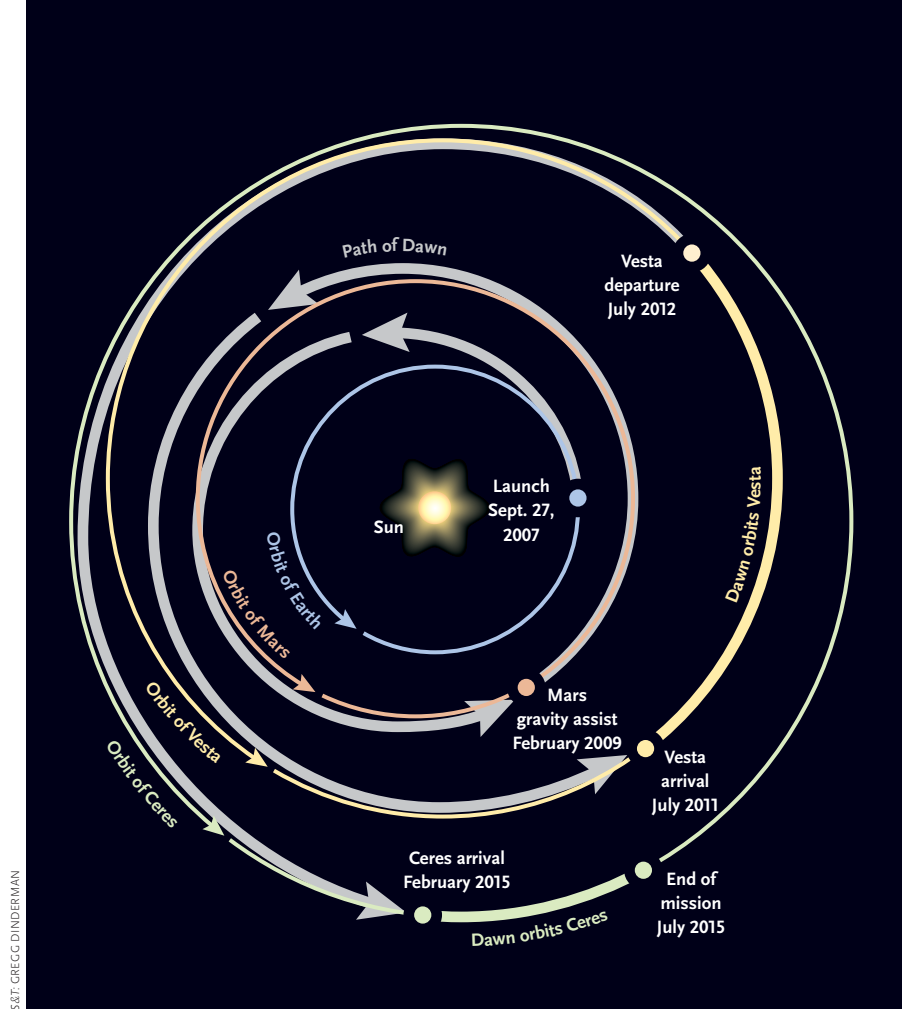 Path of Dawn
Vesta
departure
July 2012
Launch
Sept. 27,
2007
Sun
Dawn orbits Vesta
Orbit of Earth
Orbit of Mars
Mars
gravity assist
February 2009
Orbit of Vesta
Vesta
arrival
July 2011
Orbit of Ceres
Ceres arrival
February 2015
End of
mission
July 2015
Dawn orbits Ceres
S&T: GREGG DINDERMAN